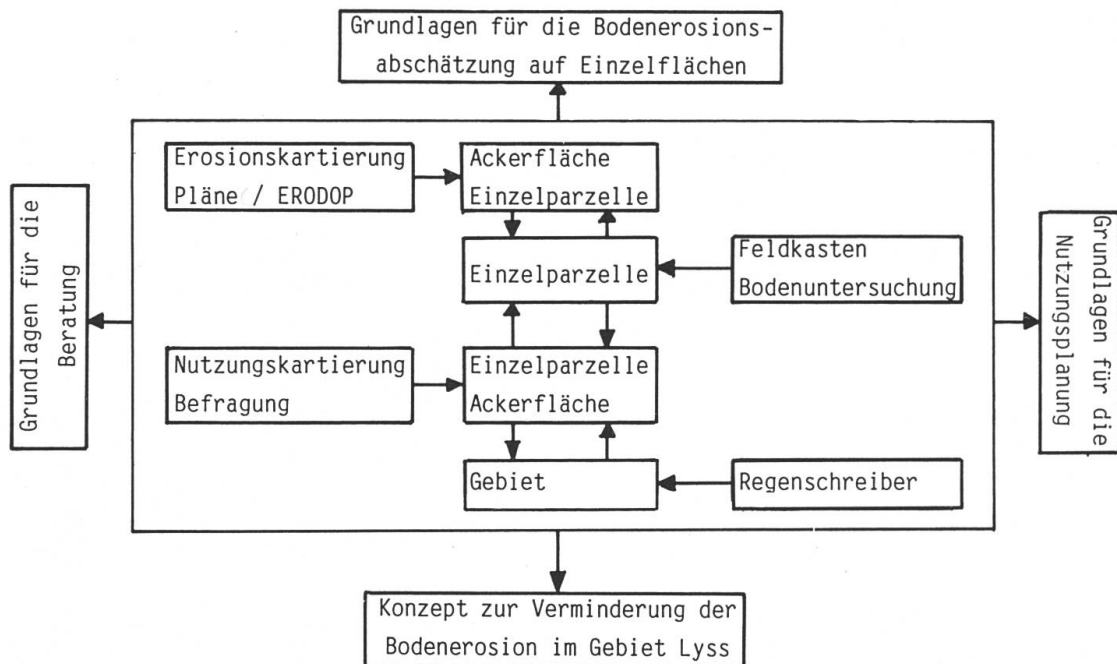 Grundlagen für die Bodenerosions-
abschätzung auf Einzelflächen
Erosionskartierung
Pläne / ERODOP
Ackerfläche
Einzelparzelle
Einzelparzelle
Feldkasten
Bodenuntersuchung
Grundlagen für die
Beratung
Grundlagen für die
Nutzungsplanung
Nutzungskartierung
Befragung
Einzelparzelle
Ackerfläche
Gebiet
Regenschreiber
Konzept zur Verminderung der
Bodenerosion im Gebiet Lyss